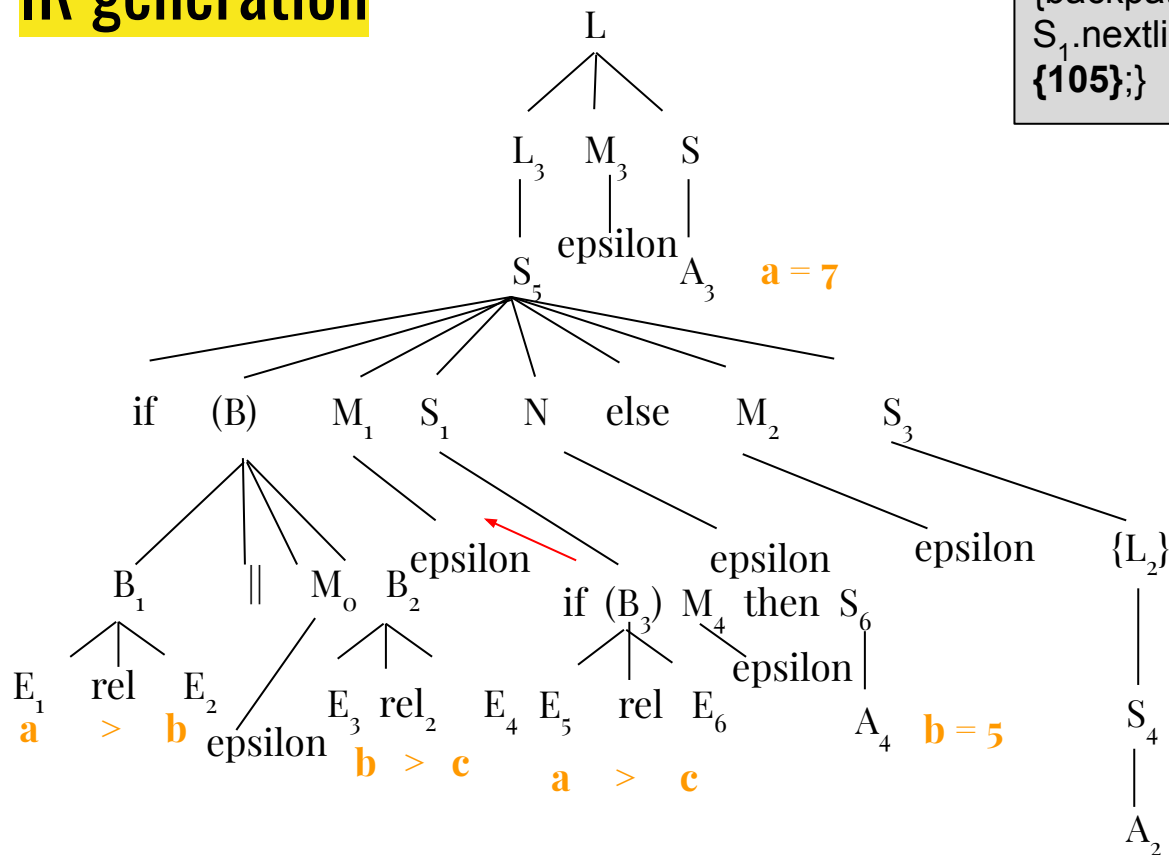 IR generation
{backpa
S₁.nextli
{105};}
L
L₃ M₃ S
epsilon
S₅ A₃ a = 7
if (B) M₁ S₁ N else M₂ S₃
epsilon epsilon epsilon {L₂}
B₁ || M₀ B₂
if (B₃) M₄ then S₆
epsilon
E₁ rel E₂ E₃ rel₂ E₄ E₅ rel E₆ A₄ b = 5 S₄
a > b epsilon b > c a > c
A₂